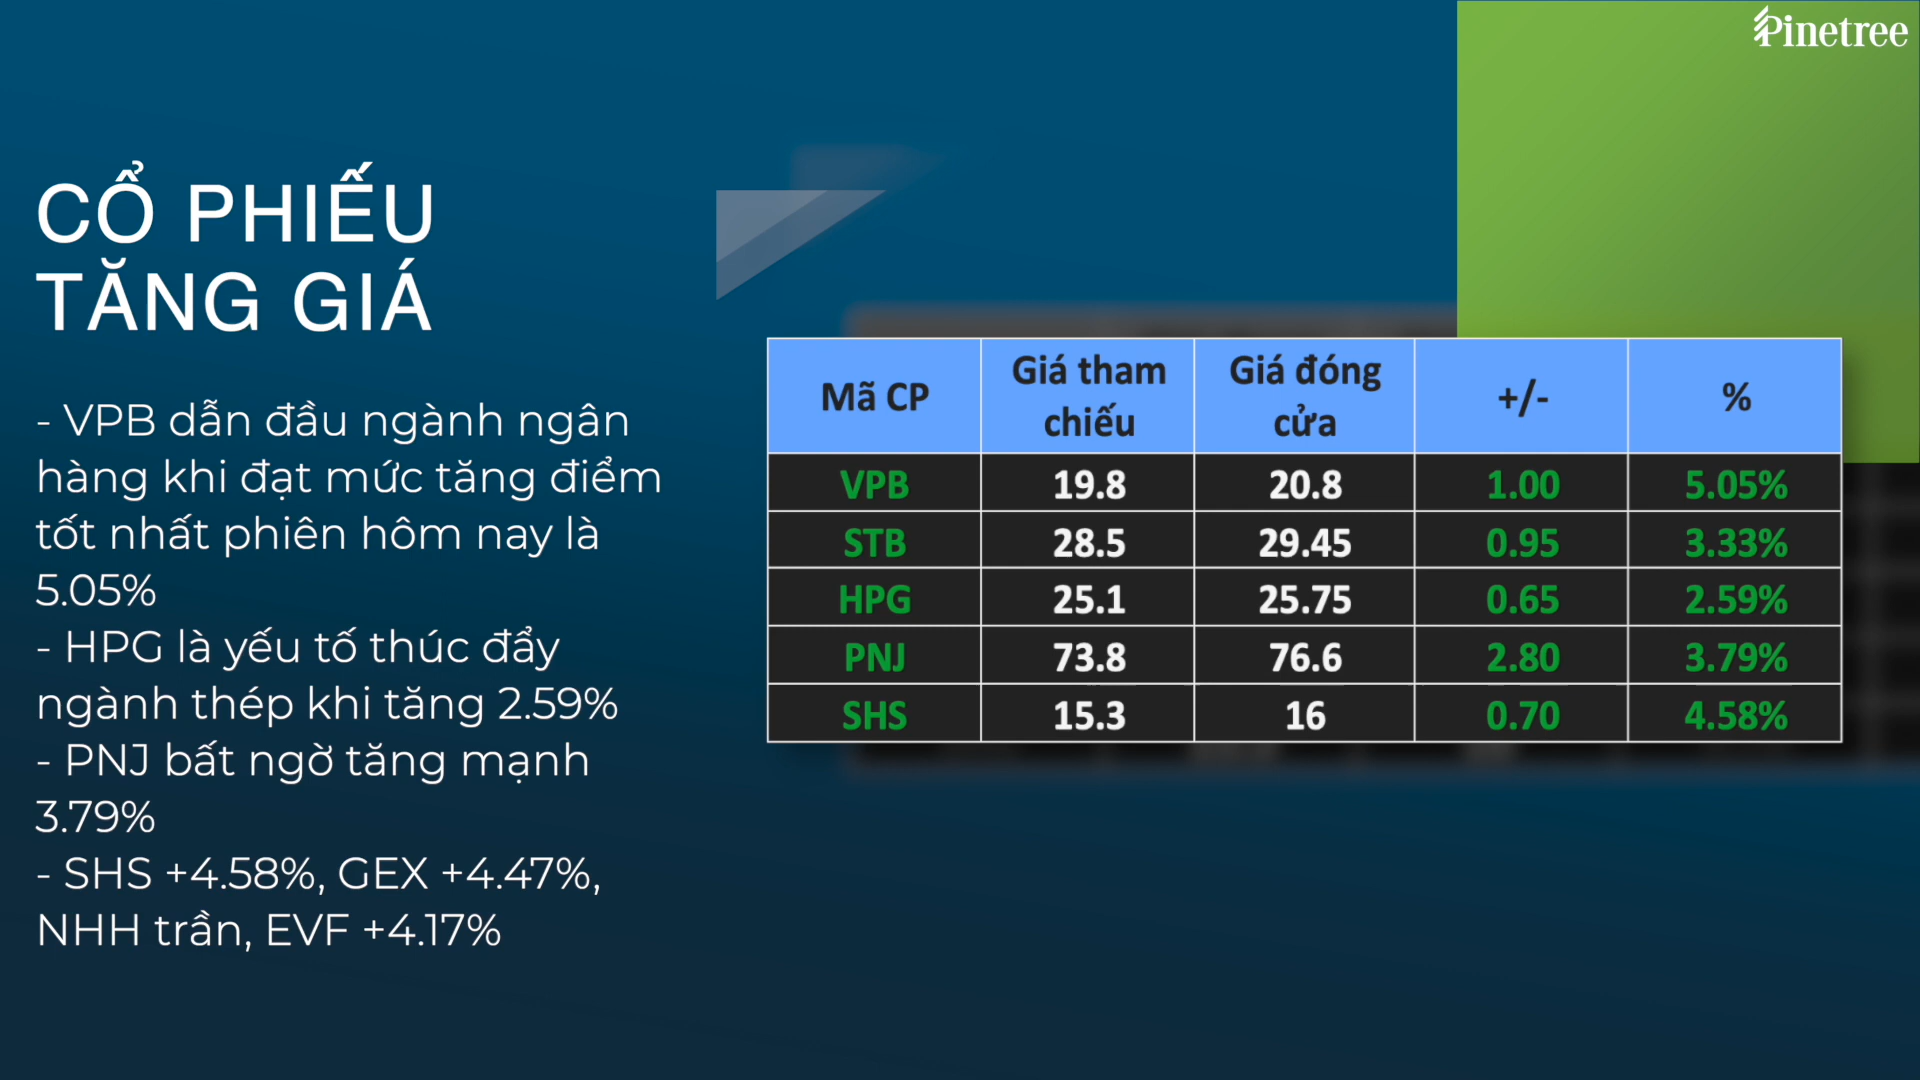 Pinetree
CỔ PHIẾU
TĂNG GIÁ
- VPB dẫn đầu ngành ngân
hàng khi đạt mức tăng điểm
tốt nhất phiên hôm nay là
5.05%
- HPG là yếu tố thúc đẩy
ngành thép khi tăng 2.59%
- PNJ bất ngờ tăng mạnh
3.79%
- SHS +4.58%, GEX +4.47%,
NHH trần, EVF +4.17%
Mã CP Giá tham chiếu Giá đóng cửa +/- %
VPB 19.8 20.8 1.00 5.05%
STB 28.5 29.45 0.95 3.33%
HPG 25.1 25.75 0.65 2.59%
PNJ 73.8 76.6 2.80 3.79%
SHS 15.3 16 0.70 4.58%